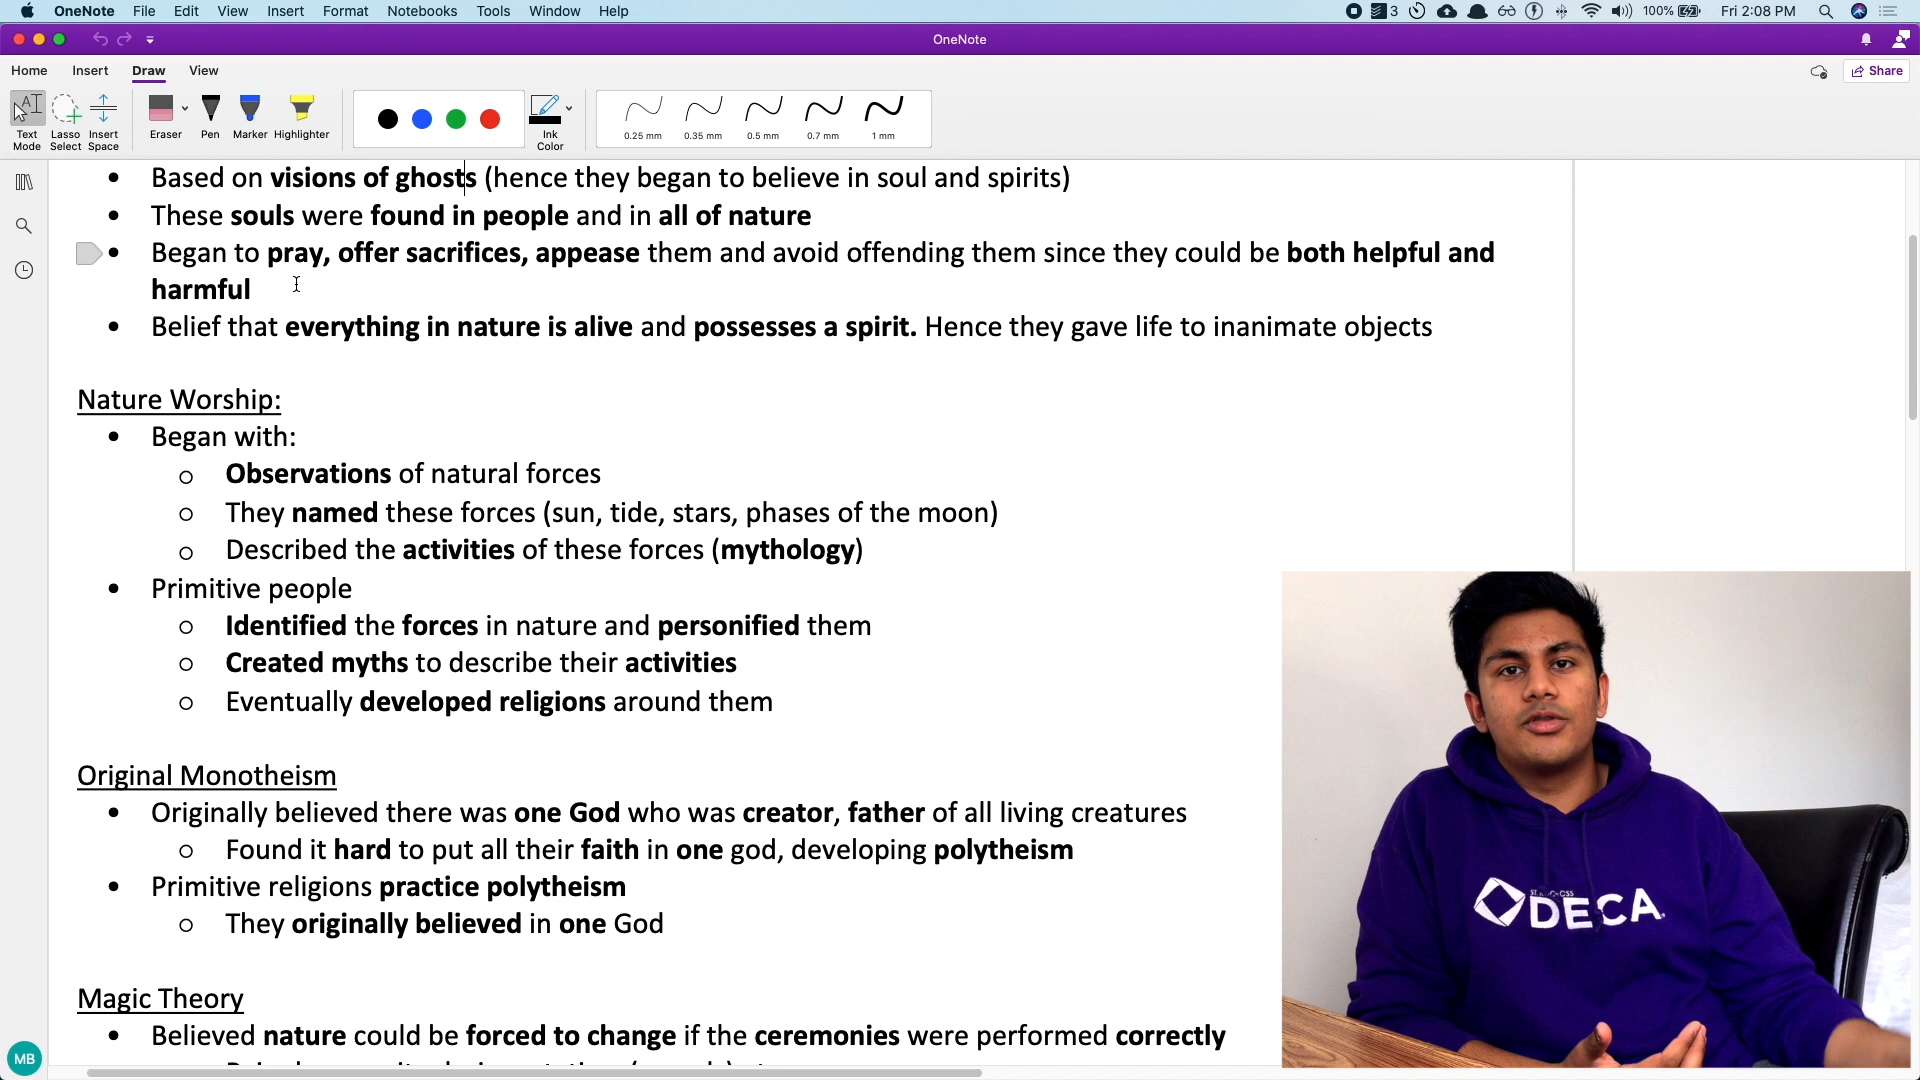 OneNote File Edit View Insert Format Notebooks Tools Window Help 3 100% Fri 2:08 PM
OneNote
Home Insert Draw View Share
Text Mode Lasso Select Insert Space Eraser Pen Marker Highlighter Ink Color 0.25 mm 0.35 mm 0.5 mm 0.7 mm 1 mm
• Based on visions of ghosts (hence they began to believe in soul and spirits)
• These souls were found in people and in all of nature
• Began to pray, offer sacrifices, appease them and avoid offending them since they could be both helpful and
harmful
• Belief that everything in nature is alive and possesses a spirit. Hence they gave life to inanimate objects
Nature Worship:
• Began with:
o Observations of natural forces
o They named these forces (sun, tide, stars, phases of the moon)
o Described the activities of these forces (mythology)
• Primitive people
o Identified the forces in nature and personified them
o Created myths to describe their activities
o Eventually developed religions around them
Original Monotheism
• Originally believed there was one God who was creator, father of all living creatures
o Found it hard to put all their faith in one god, developing polytheism
• Primitive religions practice polytheism
o They originally believed in one God
Magic Theory
• Believed nature could be forced to change if the ceremonies were performed correctly
MB
DECA